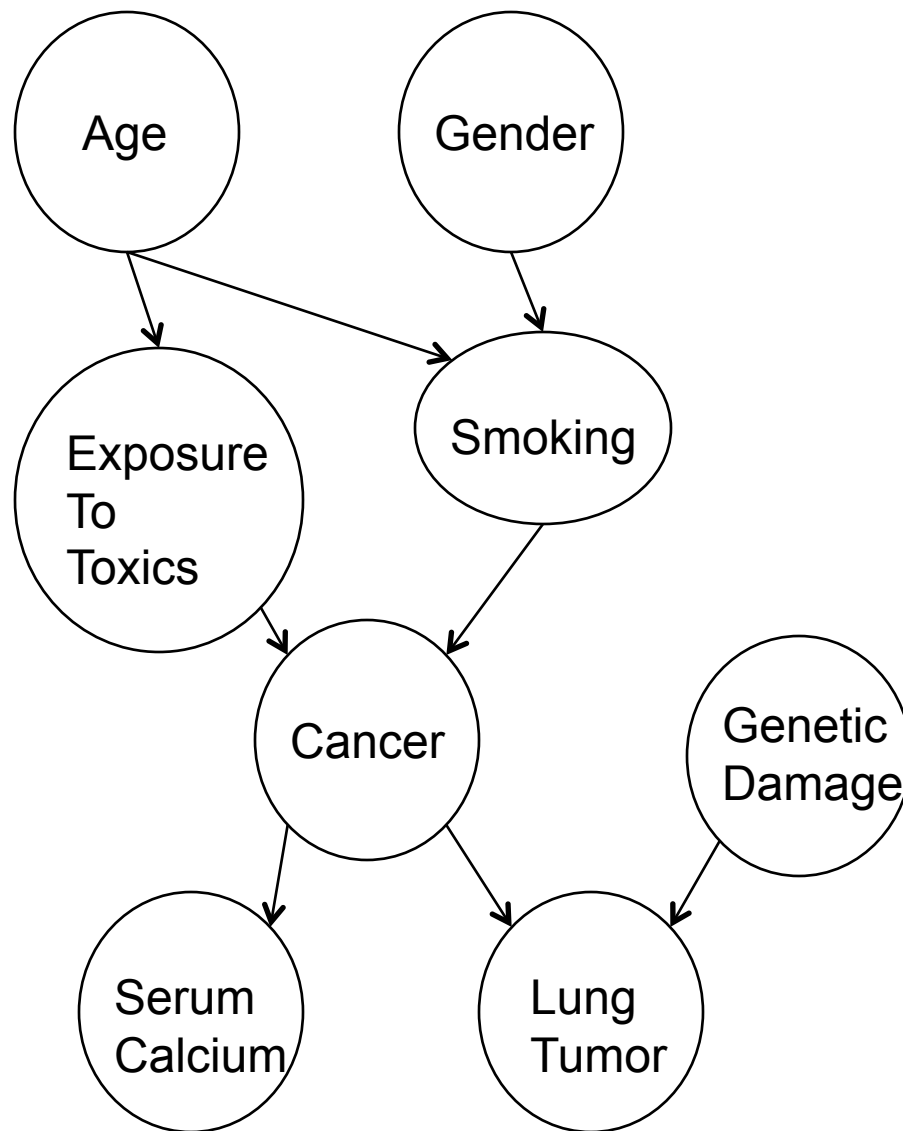 Age
Gender
Exposure
To
Toxics
Smoking
Cancer
Genetic
Damage
Serum
Calcium
Lung
Tumor